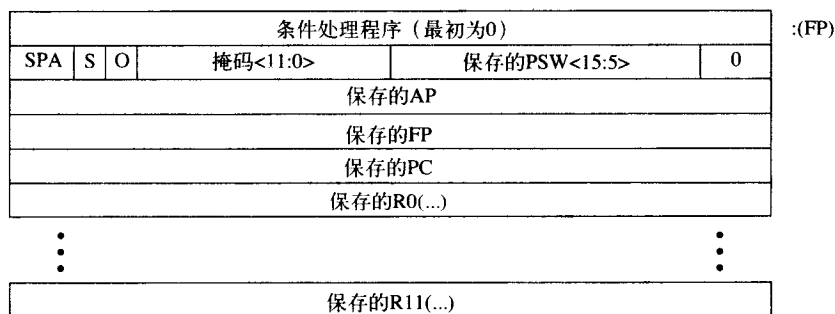 条件处理程序（最初为0） :(FP)
SPA S O 掩码<11:0> 保存的PSW<15:5> 0
保存的AP
保存的FP
保存的PC
保存的R0(...)
保存的R11(...)